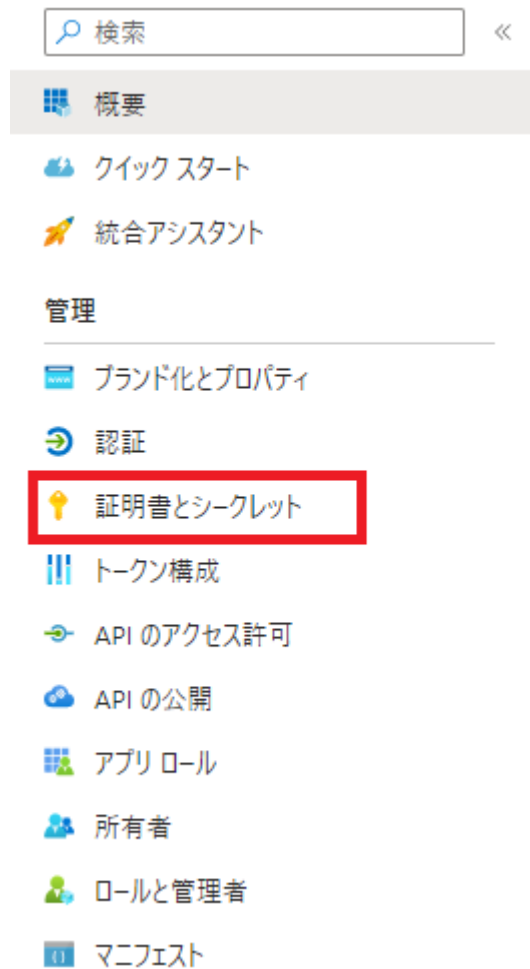 検索
概要
クイック スタート
統合アシスタント
管理
ブランド化とプロパティ
認証
証明書とシークレット
トークン構成
API のアクセス許可
API の公開
アプリ ロール
所有者
ロールと管理者
マニフェスト